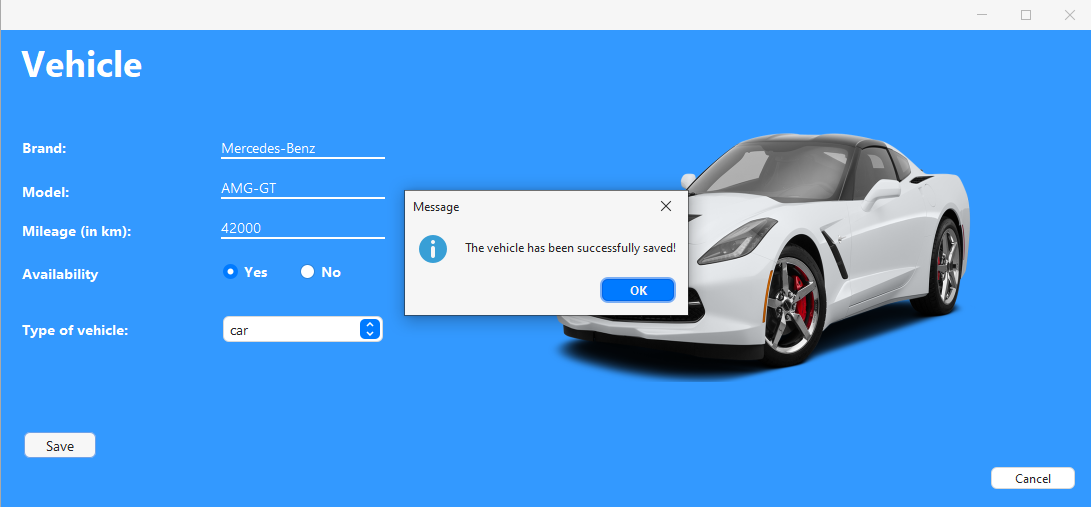 Vehicle
Brand:
Mercedes-Benz
Model:
AMG-GT
Mileage (in km):
42000
Availability
Yes
No
Type of vehicle:
car
Message
The vehicle has been successfully saved!
OK
Save
Cancel